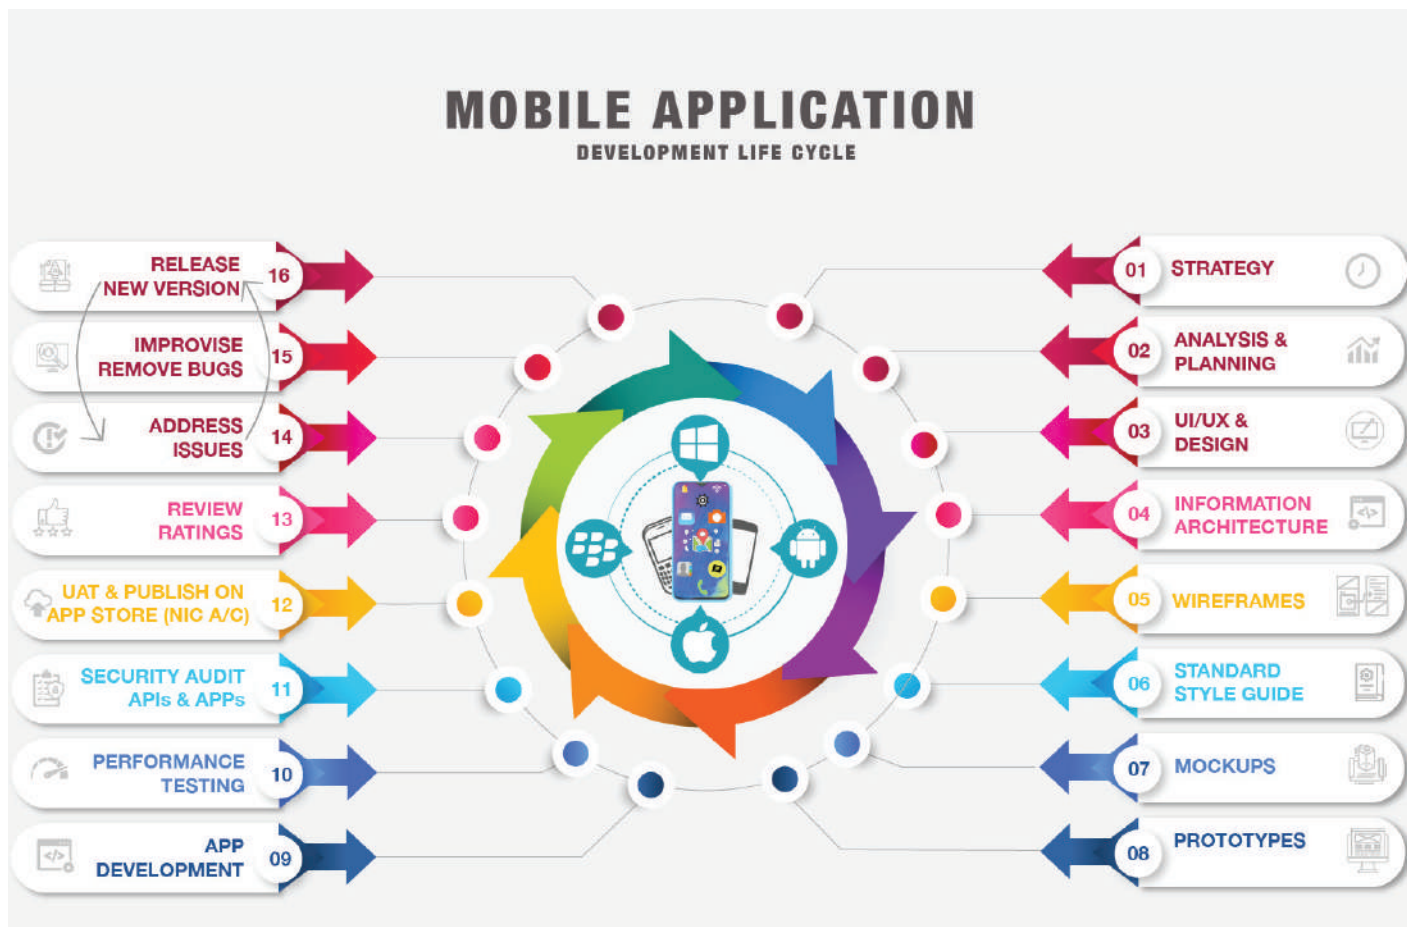 MOBILE APPLICATION
DEVELOPMENT LIFE CYCLE
01
STRATEGY
02
ANALYSIS &
PLANNING
03
UI/UX &
DESIGN
04
INFORMATION
ARCHITECTURE
05
WIREFRAMES
06
STANDARD
STYLE GUIDE
07
MOCKUPS
08
PROTOTYPES
APP
DEVELOPMENT
09
PERFORMANCE
TESTING
10
SECURITY AUDIT
APIs & APPs
11
UAT & PUBLISH ON
APP STORE (NIC A/C)
12
REVIEW
RATINGS
13
ADDRESS
ISSUES
14
IMPROVISE
REMOVE BUGS
15
RELEASE
NEW VERSION
16